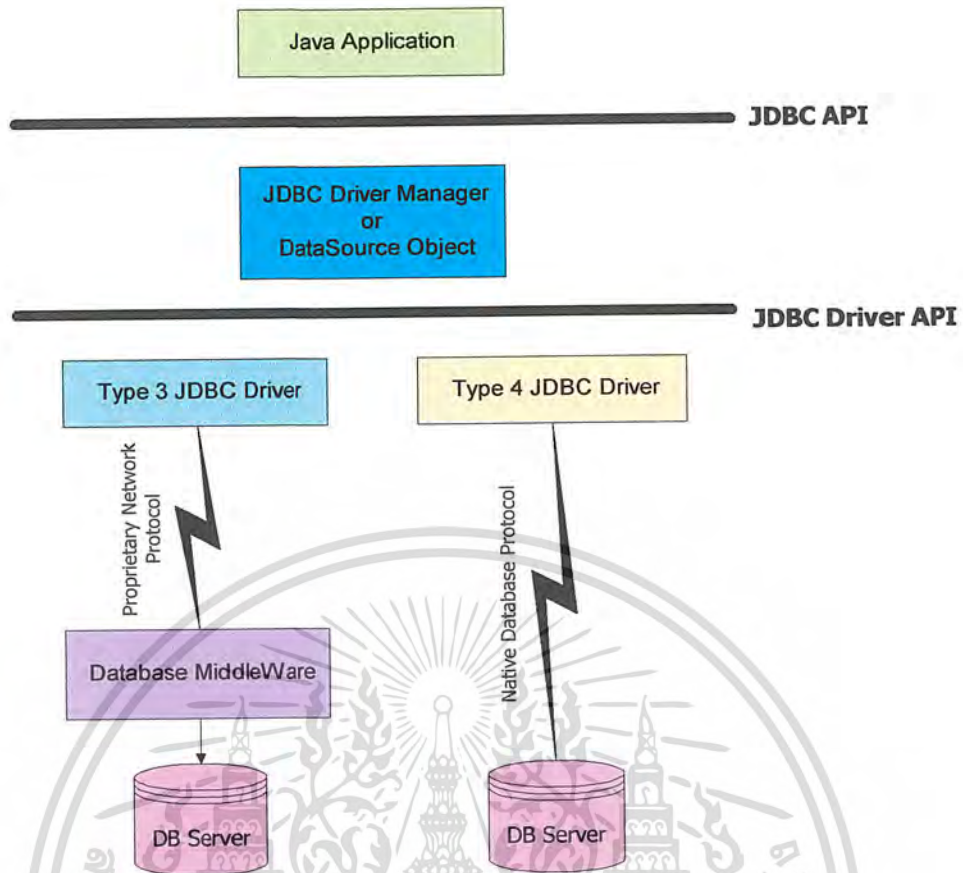 Java Application
JDBC API
JDBC Driver Manager
or
DataSource Object
JDBC Driver API
Type 3 JDBC Driver
Type 4 JDBC Driver
Proprietary Network
Protocol
Native Database Protocol
Database MiddleWare
DB Server
DB Server